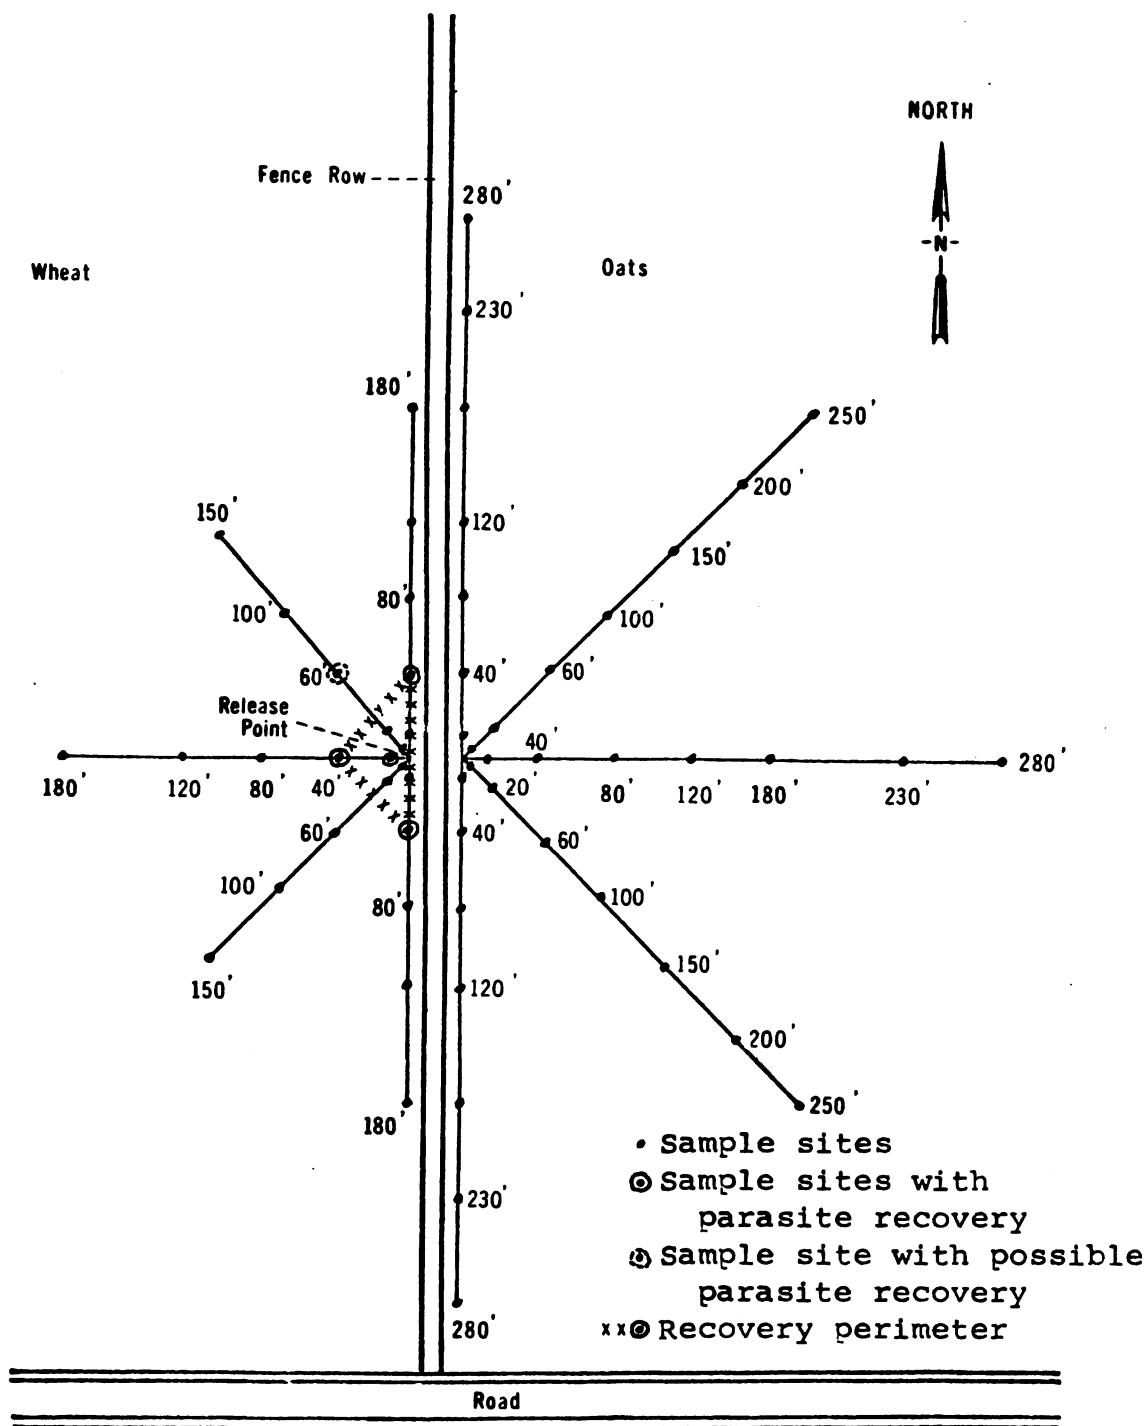 NORTH
Fence Row
280'
-N-
Wheat
Oats
230'
180'
250'
200'
150'
120'
150'
80'
100'
100'
60'
40'
60'
Release
Point
40'
280'
180'
120'
80'
40'
20'
80'
120'
180'
230'
60'
40'
60'
100'
80'
100'
150'
150'
120'
200'
250'
180'
• Sample sites
Sample sites with
parasite recovery
230'
Sample site with possible
parasite recovery
280'
xx Recovery perimeter
Road